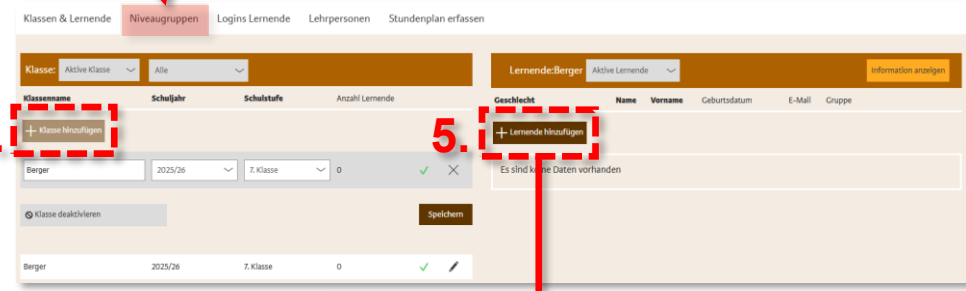 Klassen & Lernende Niveaugruppen Logins Lernende Lehrpersonen Stundenplan erfassen
Klasse: Aktive Klasse Alle
Klassenname Schuljahr Schulstufe Anzahl Lernende
+ Klasse hinzufügen
Berger 2025/26 7. Klasse 0
Klasse deaktivieren Speichern
Berger 2025/26 7. Klasse 0
Lernende:Berger Aktive Lernende Information anzeigen
Geschlecht Name Vorname Geburtsdatum E-Mail Gruppe
5.
+ Lernende hinzufügen
Es sind keine Daten vorhanden